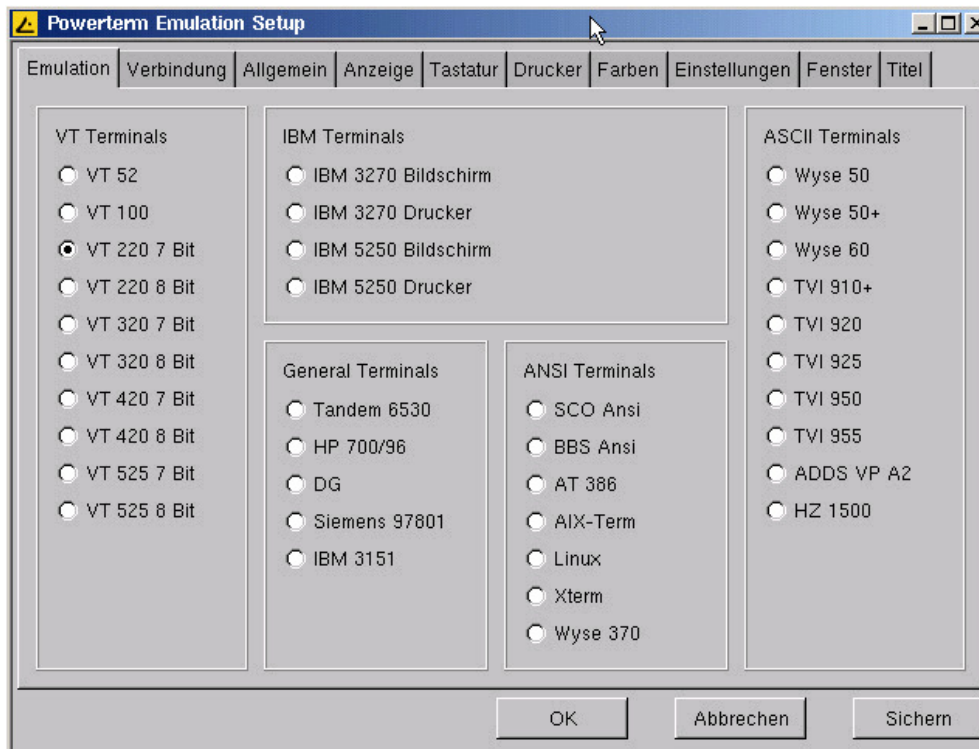 Powerterm Emulation Setup
Emulation Verbindung Allgemein Anzeige Tastatur Drucker Farben Einstellungen Fenster Titel
VT Terminals
VT 52
VT 100
VT 220 7 Bit
VT 220 8 Bit
VT 320 7 Bit
VT 320 8 Bit
VT 420 7 Bit
VT 420 8 Bit
VT 525 7 Bit
VT 525 8 Bit
IBM Terminals
IBM 3270 Bildschirm
IBM 3270 Drucker
IBM 5250 Bildschirm
IBM 5250 Drucker
General Terminals
Tandem 6530
HP 700/96
DG
Siemens 97801
IBM 3151
ANSI Terminals
SCO Ansi
BBS Ansi
AT 386
AIX-Term
Linux
Xterm
Wyse 370
ASCII Terminals
Wyse 50
Wyse 50+
Wyse 60
TVI 910+
TVI 920
TVI 925
TVI 950
TVI 955
ADDS VP A2
HZ 1500
OK Abbrechen Sichern